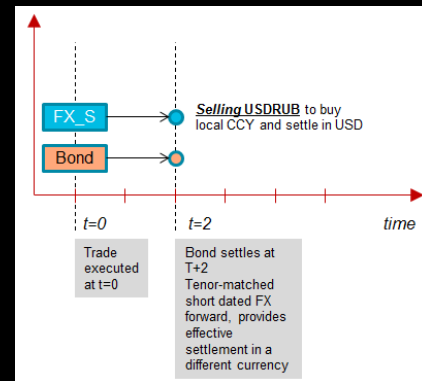 FX_S
Selling USDRUB to buy
local CCY and settle in USD
Bond
t=0
t=2
time
Trade
executed
at t=0
Bond settles at
T+2
Tenor-matched
short dated FX
forward, provides
effective
settlement in a
different currency